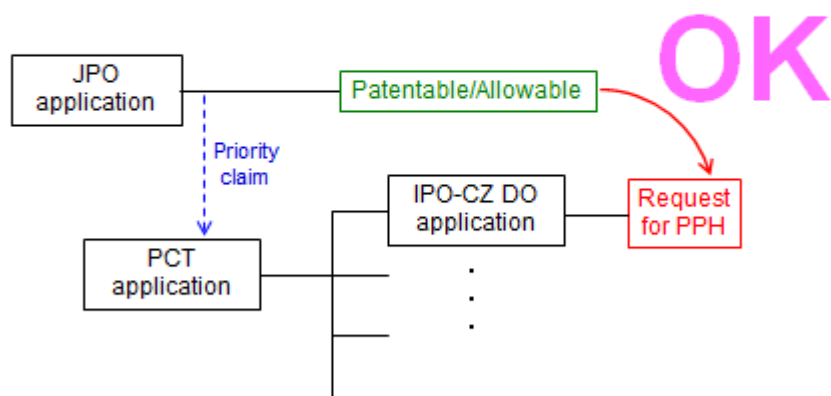 OK
JPO
application
Patentable/Allowable
Priority
claim
IPO-CZ DO
application
Request
for PPH
PCT
application